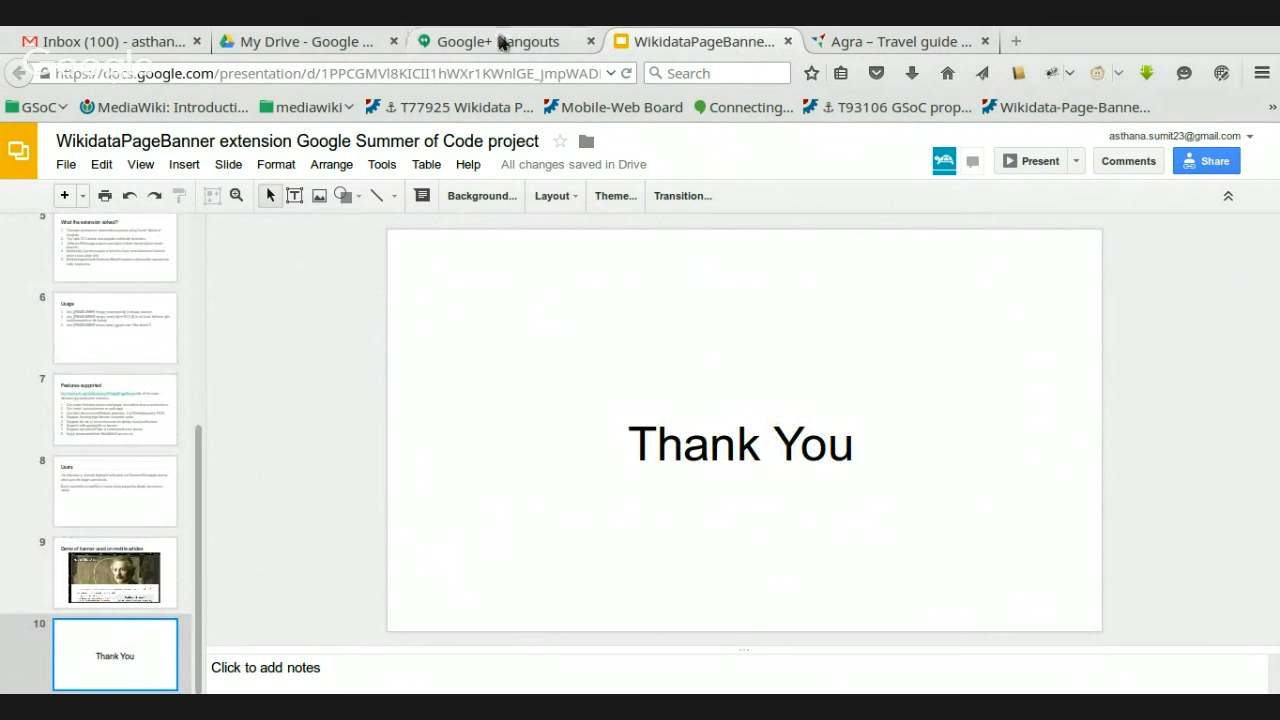 Inbox (100) - asthan...
My Drive - Google ...
Google+ Hangouts
WikidataPageBanne...
Agra – Travel guide ...
Google
https://docs.google.com/presentation/d/1PPCGMVl8KICII1hWXr1KWnlGE_JmpWAD
Search
GSoC
MediaWiki: Introducti...
mediawiki
T77925 Wikidata P...
Mobile-Web Board
Connecting...
T93106 GSoC prop...
Wikidata-Page-Banne...
»
WikidataPageBanner extension Google Summer of Code project
asthana.sumit23@gmail.com
File Edit View Insert Slide Format Arrange Tools Table Help All changes saved in Drive
Present
Comments
Share
Background... Layout Theme... Transition...
5
What the extension solved?
6
Usage
7
Features supported
8
Users
9
Demo of banner used on mobile wikidata
10
Thank You
Thank You
Click to add notes